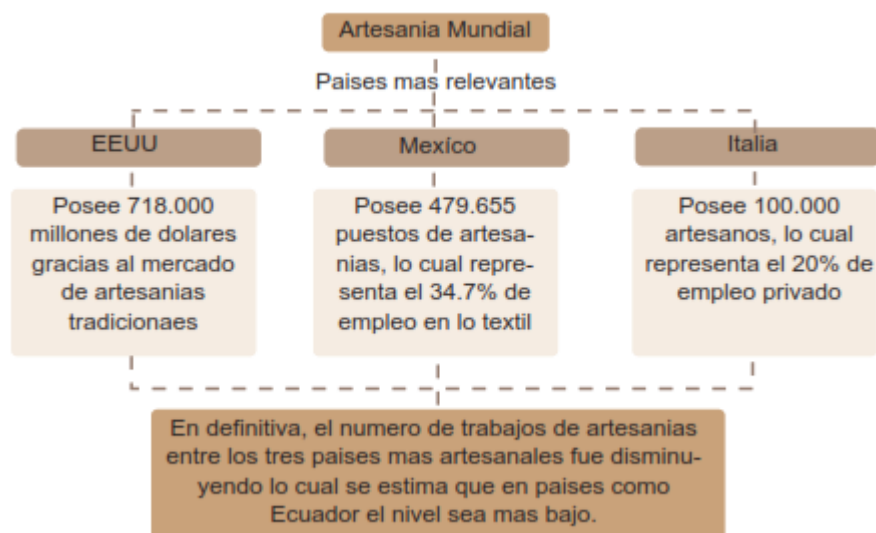 Artesania Mundial
Paises mas relevantes
EEUU
Posee 718.000
millones de dolares
gracias al mercado
de artesanias
tradicionaes
Mexíco
Posee 479.655
puestos de artesa-
nias, lo cual repre-
senta el 34.7% de
empleo en lo textil
Italia
Posee 100.000
artesanos, lo cual
representa el 20% de
empleo privado
En definitiva, el numero de trabajos de artesanias
entre los tres paises mas artesanales fue disminu-
yendo lo cual se estima que en paises como
Ecuador el nivel sea mas bajo.